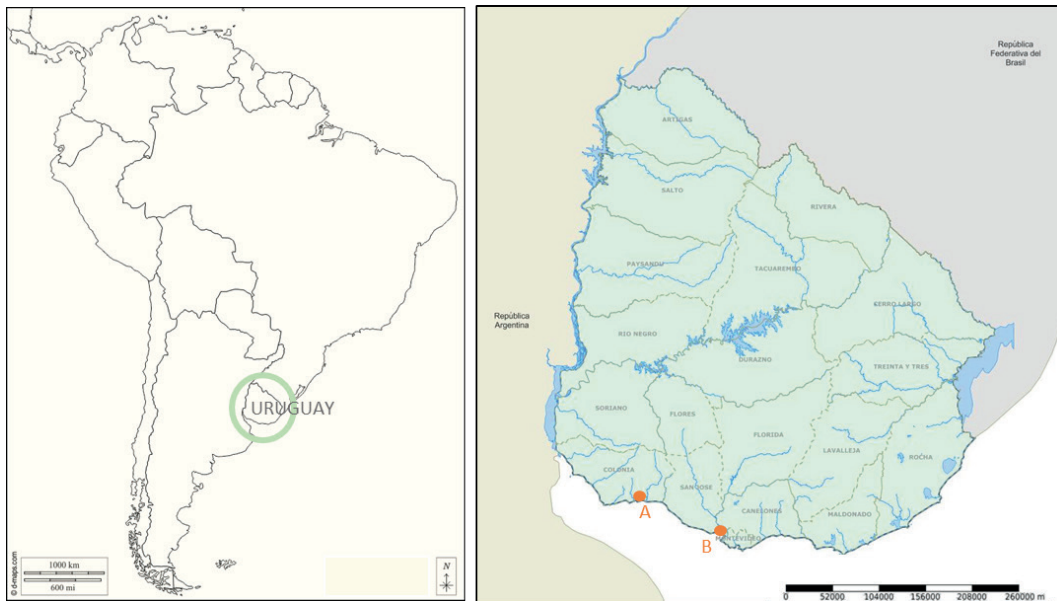 URUGUAY
© d-maps.com
1000 km
600 mi
N
República
Federativa del
Brasil
República
Argentina
ARTIGAS
SALTO
RIVERA
PAYSANDU
TACUAREMBO
CERRO LARGO
RIO NEGRO
DURAZNO
TREINTA Y TRES
SORIANO
FLORES
FLORIDA
LAVALLEJA
ROCHA
COLONIA
SAN JOSE
CANELONES
MALDONADO
MONTEVIDEO
A
B
0 52000 104000 156000 208000 260000 m